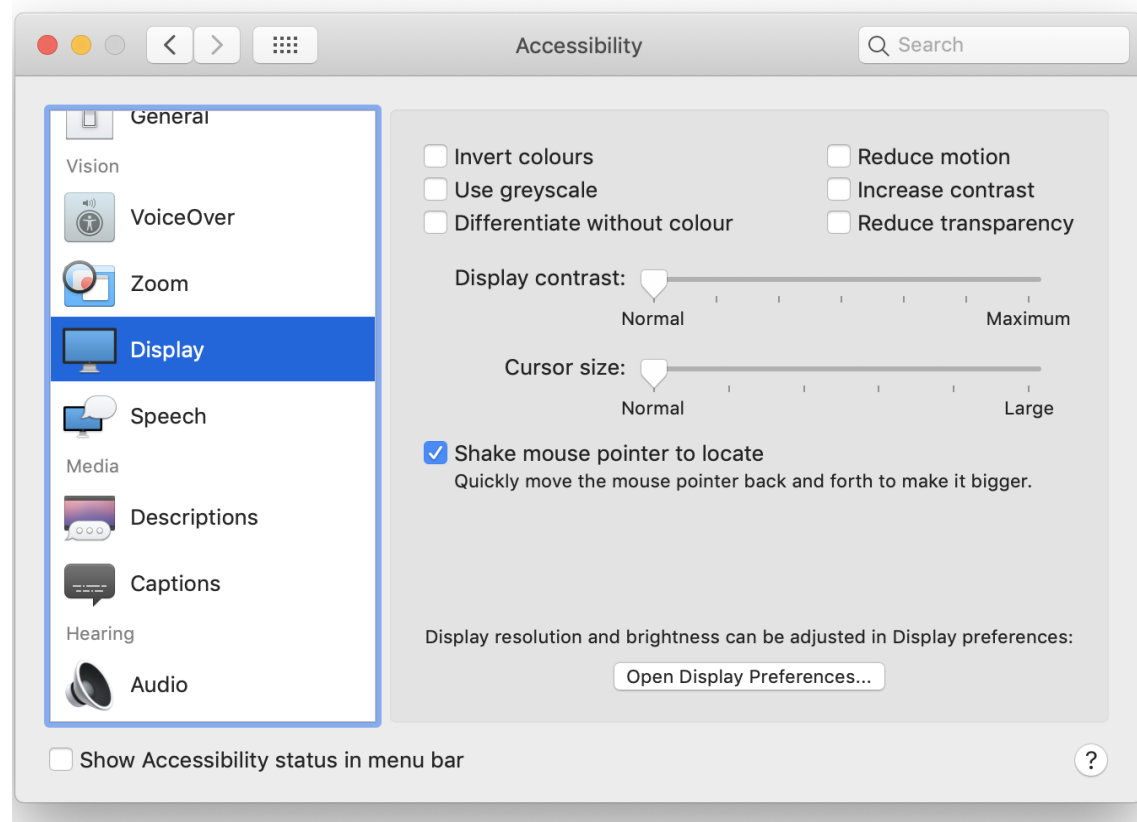 Accessibility
Search
General
Vision
VoiceOver
Zoom
Display
Speech
Media
Descriptions
Captions
Hearing
Audio
Invert colours
Use greyscale
Differentiate without colour
Reduce motion
Increase contrast
Reduce transparency
Display contrast:
Normal
Maximum
Cursor size:
Normal
Large
Shake mouse pointer to locate
Quickly move the mouse pointer back and forth to make it bigger.
Display resolution and brightness can be adjusted in Display preferences:
Open Display Preferences...
Show Accessibility status in menu bar
?